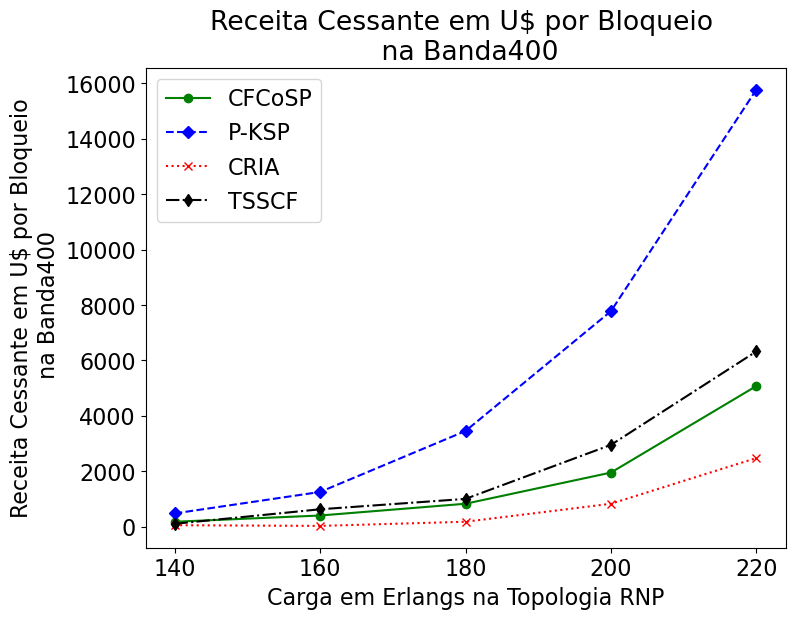 Receita Cessante em U$ por Bloqueio
na Banda400
Receita Cessante em U$ por Bloqueio
na Banda400
16000
14000
12000
10000
8000
6000
4000
2000
0
CFCoSP
P-KSP
CRIA
TSSCF
140 160 180 200 220
Carga em Erlangs na Topologia RNP